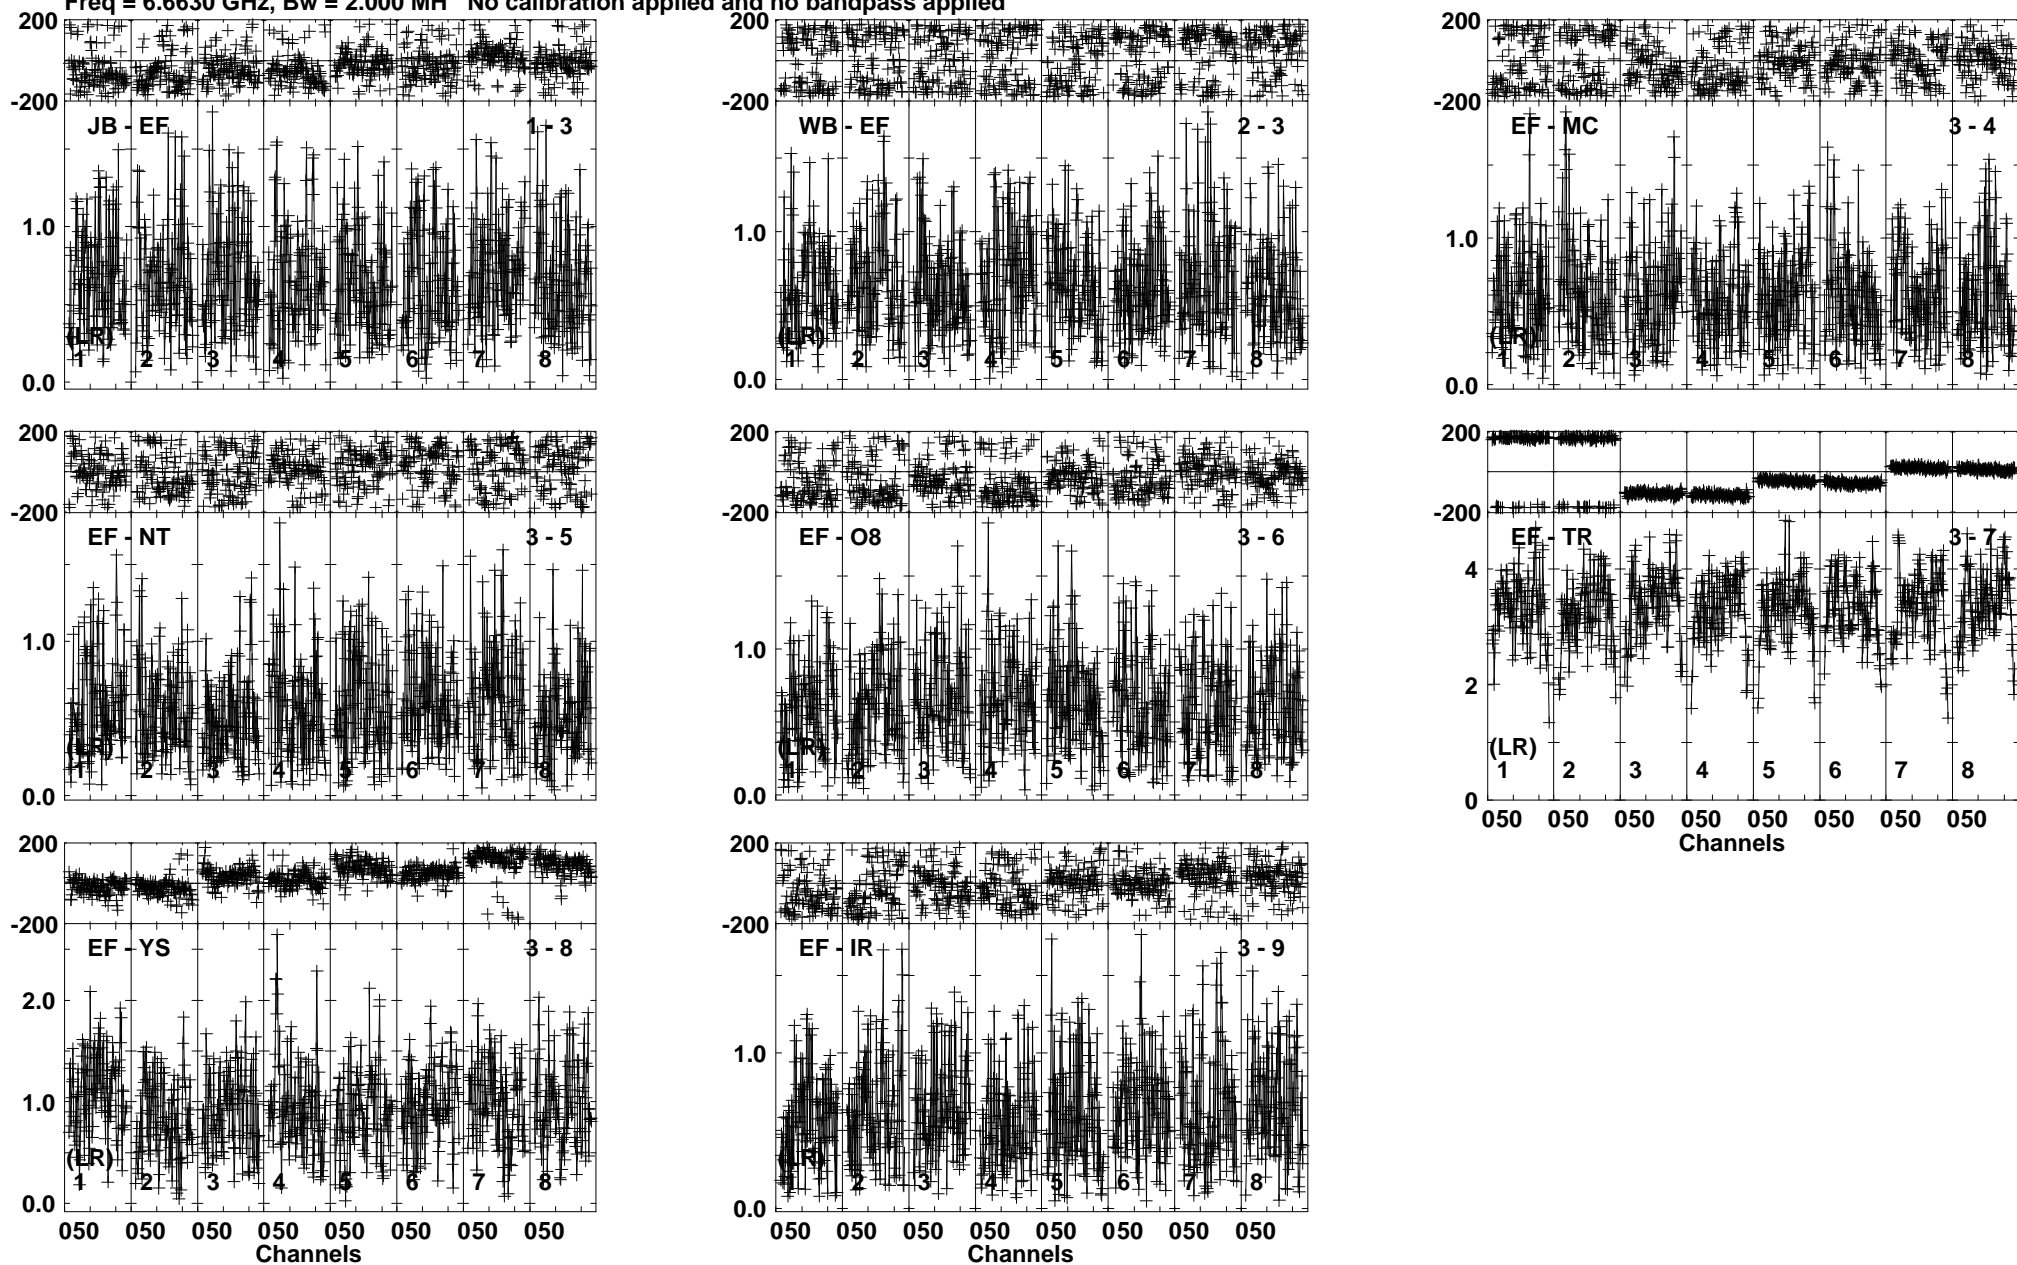 Freq = 6.6630 GHz, Bw = 2.000 MH No calibration applied and no bandpass applied
200
-200
JB - EF 1 - 3
1.0
(LR)
1 2 3 4 5 6 7 8
0.0
200
-200
WB - EF 2 - 3
1.0
(LR)
1 2 3 4 5 6 7 8
0.0
200
-200
EF - MC 3 - 4
1.0
(LR)
1 2 3 4 5 6 7 8
0.0
200
-200
EF - NT 3 - 5
1.0
(LR)
1 2 3 4 5 6 7 8
0.0
200
-200
EF - O8 3 - 6
1.0
(LR)
1 2 3 4 5 6 7 8
0.0
200
-200
EF - TR 3 - 7
4
2
(LR)
1 2 3 4 5 6 7 8
0
050 050 050 050 050 050 050 050
Channels
200
-200
EF - YS 3 - 8
2.0
1.0
(LR)
1 2 3 4 5 6 7 8
0.0
050 050 050 050 050 050 050 050
Channels
200
-200
EF - IR 3 - 9
1.0
(LR)
1 2 3 4 5 6 7 8
0.0
050 050 050 050 050 050 050 050
Channels